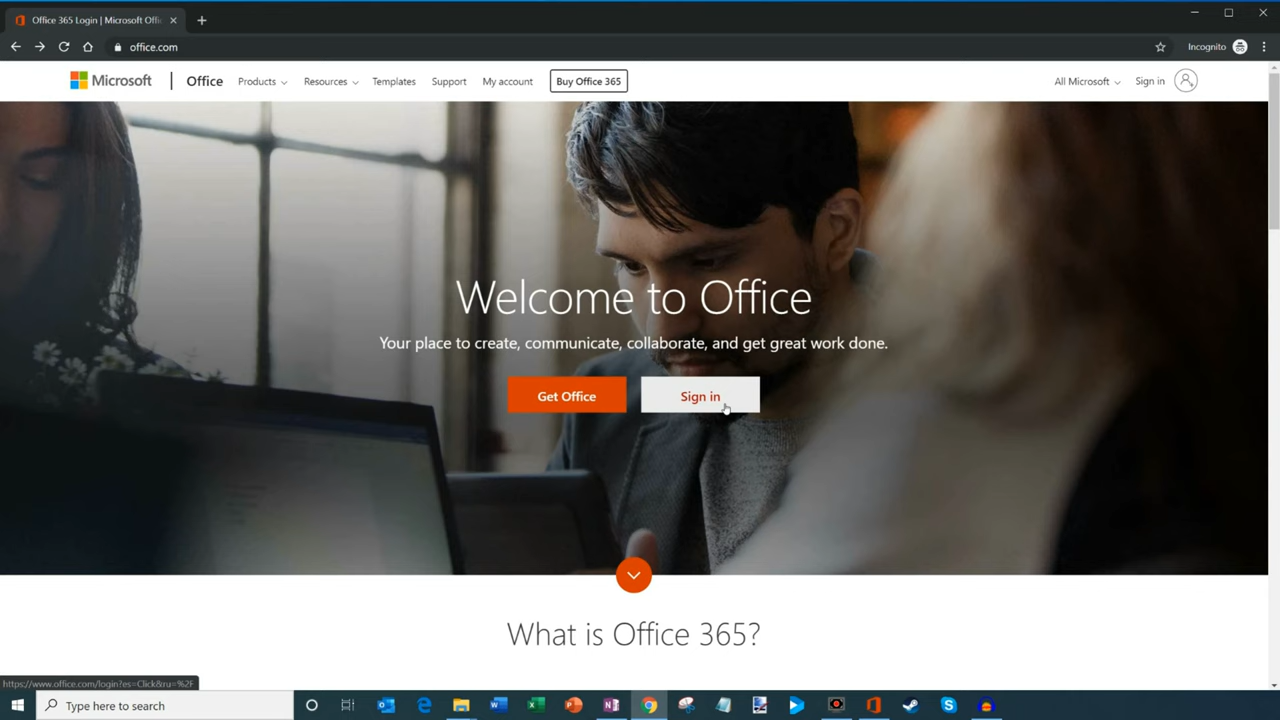 Office 365 Login | Microsoft Offic
office.com
Incognito
Microsoft | Office Products Resources Templates Support My account Buy Office 365 All Microsoft Sign in
Welcome to Office
Your place to create, communicate, collaborate, and get great work done.
Get Office Sign in
What is Office 365?
https://www.office.com/login?es=Click&ru=%2F
Type here to search